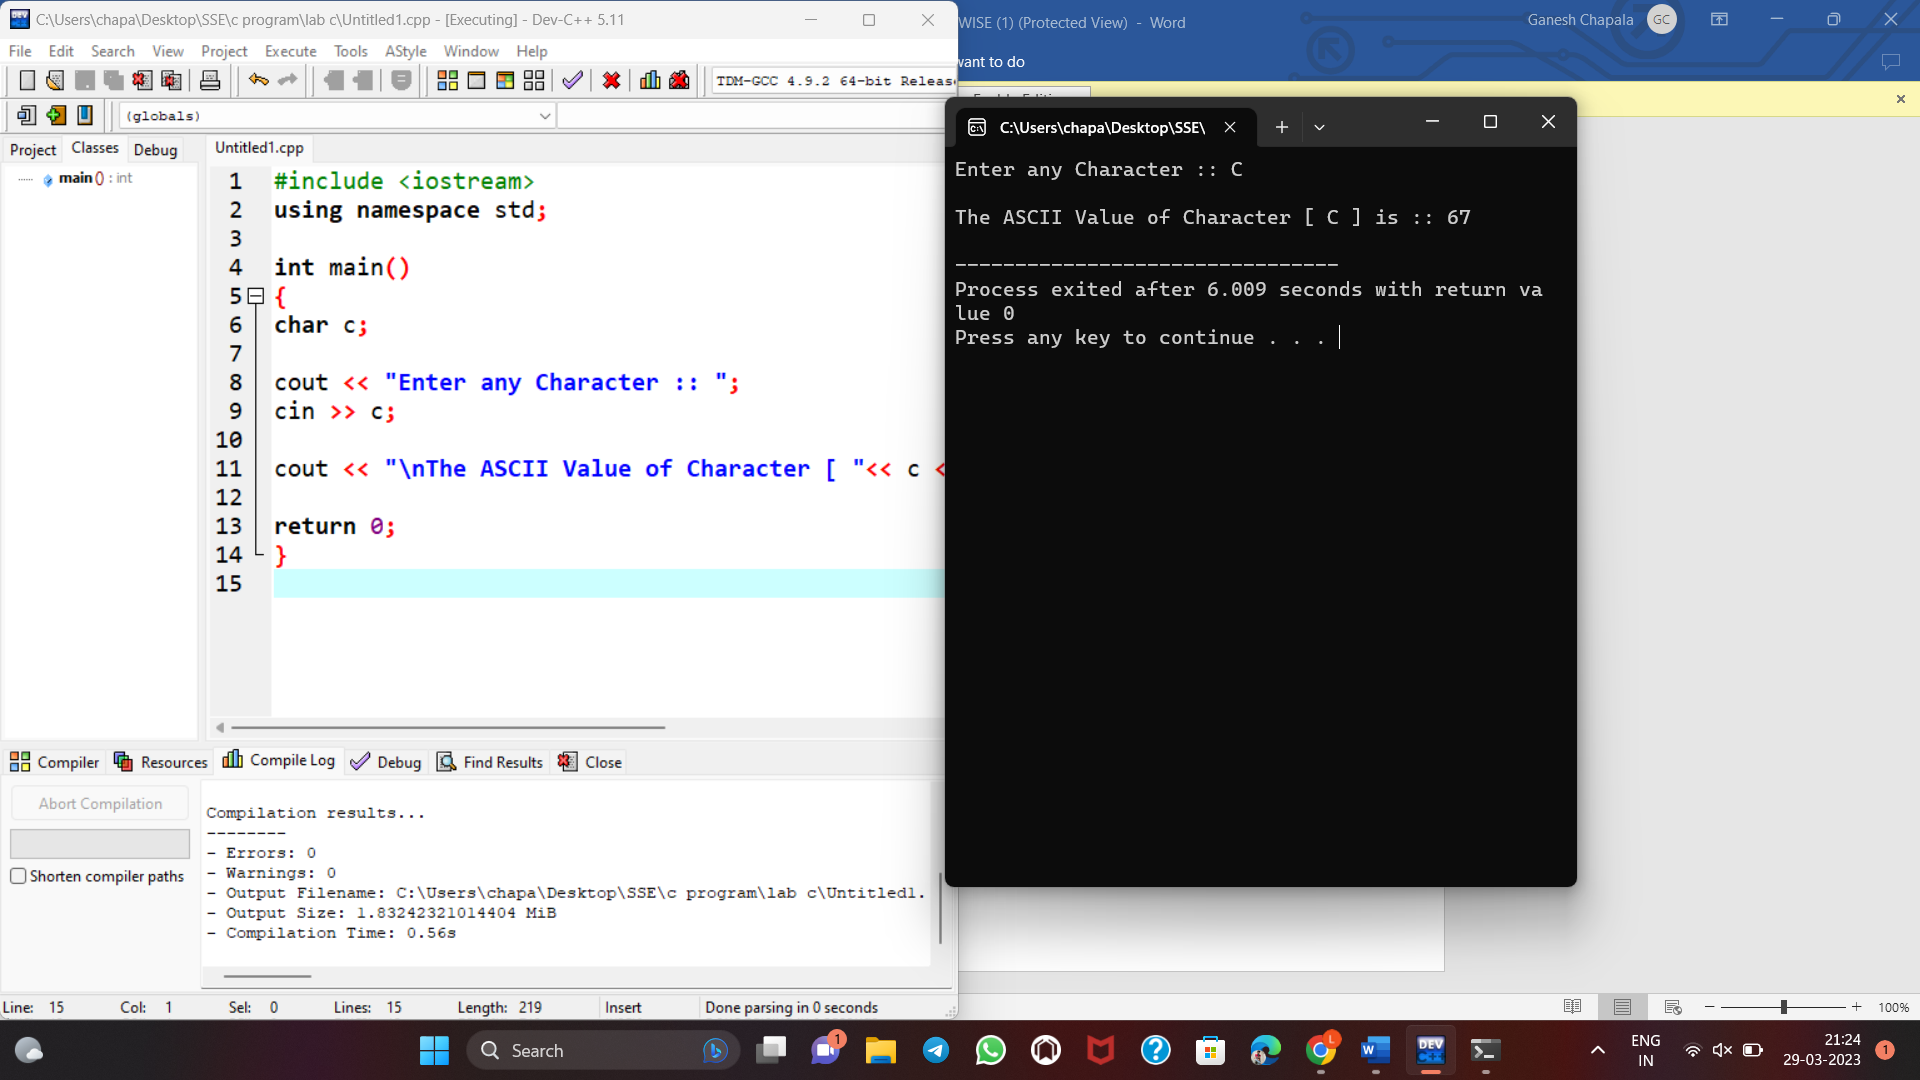 C:\Users\chapa\Desktop\SSE\c program\lab c\Untitled1.cpp - [Executing] - Dev-C++ 5.11
File Edit Search View Project Execute Tools AStyle Window Help
TDM-GCC 4.9.2 64-bit Releas
(globals)
Project Classes Debug
main () : int
Untitled1.cpp
1 #include <iostream>
2 using namespace std;
3
4 int main()
5 {
6 char c;
7
8 cout << "Enter any Character :: ";
9 cin >> c;
10
11 cout << "\nThe ASCII Value of Character [ "<< c <
12
13 return 0;
14 }
15
Compiler Resources Compile Log Debug Find Results Close
Abort Compilation
Shorten compiler paths
Compilation results...
--------
- Errors: 0
- Warnings: 0
- Output Filename: C:\Users\chapa\Desktop\SSE\c program\lab c\Untitled1.
- Output Size: 1.83242321014404 MiB
- Compilation Time: 0.56s
Line: 15 Col: 1 Sel: 0 Lines: 15 Length: 219 Insert Done parsing in 0 seconds
WISE (1) (Protected View) - Word
Ganesh Chapala GC
want to do
C:\Users\chapa\Desktop\SSE\
Enter any Character :: C
The ASCII Value of Character [ C ] is :: 67
--------------------------------
Process exited after 6.009 seconds with return va
lue 0
Press any key to continue . . .
100%
Search
DEV C++
1
L
ENG
IN
21:24
29-03-2023
1